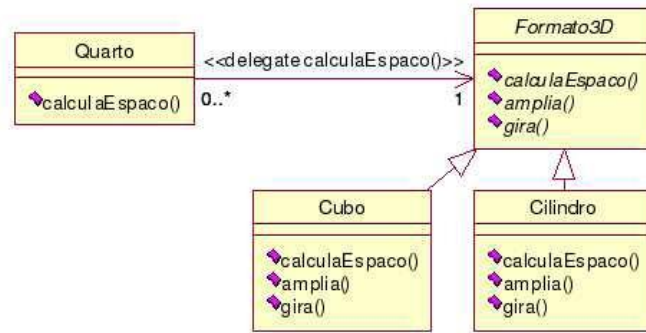 Quarto
calculaEspaco()
<<delegate calculaEspaco()>>
0..*
1
Formato3D
calculaEspaco()
amplia()
gira()
Cubo
calculaEspaco()
amplia()
gira()
Cilindro
calculaEspaco()
amplia()
gira()